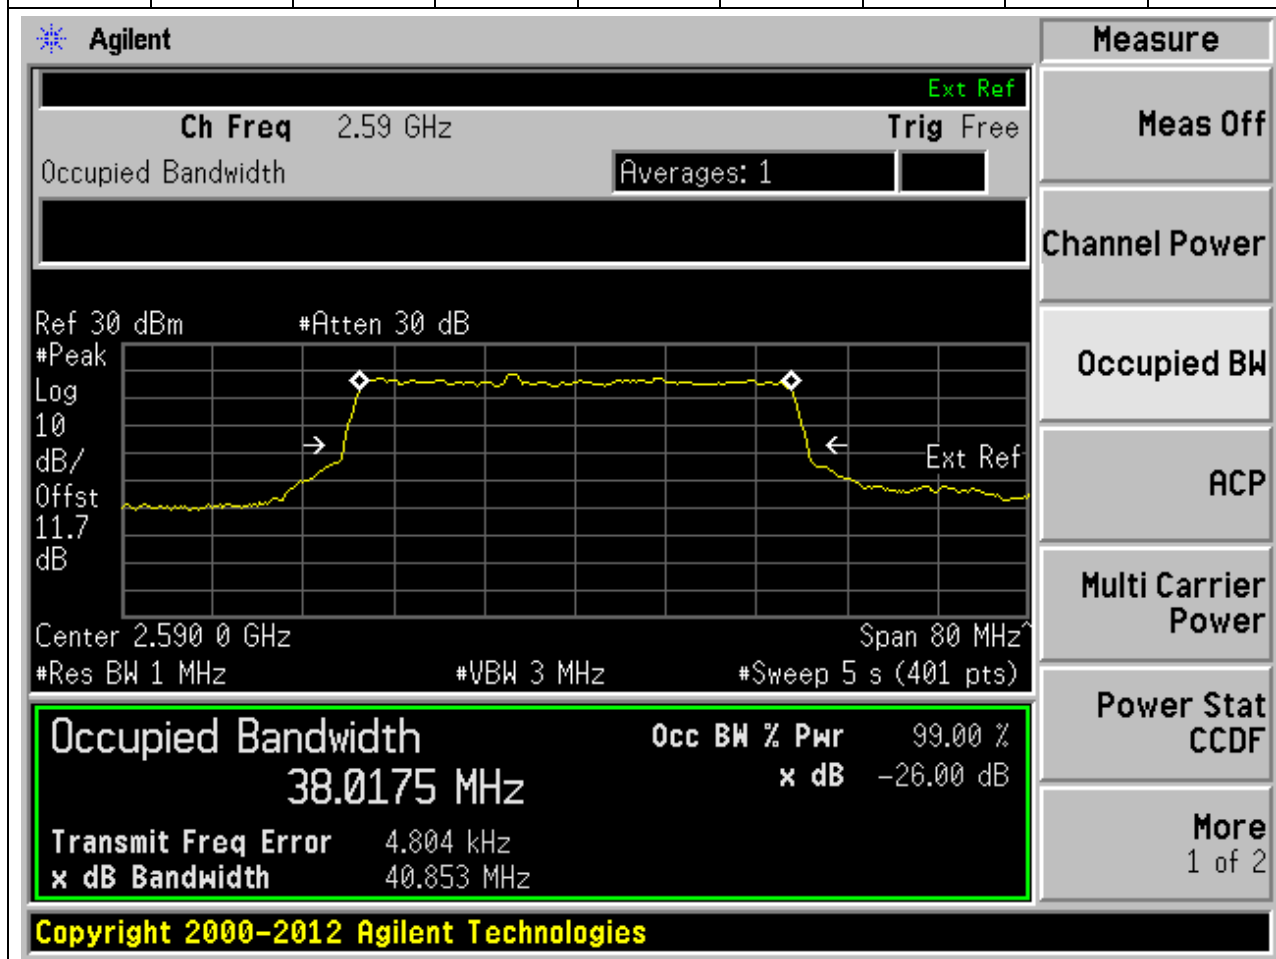 Agilent
Measure
Ext Ref
Ch Freq 2.59 GHz
Trig Free
Occupied Bandwidth
Averages: 1
Ref 30 dBm
#Atten 30 dB
#Peak
Log
10
dB/
Offst
11.7
dB
Ext Ref
Center 2.590 0 GHz
Span 80 MHz^
#Res BW 1 MHz
#VBW 3 MHz
#Sweep 5 s (401 pts)
Occupied Bandwidth
38.0175 MHz
Occ BW % Pwr 99.00 %
x dB -26.00 dB
Transmit Freq Error 4.804 kHz
x dB Bandwidth 40.853 MHz
Meas Off
Channel Power
Occupied BW
ACP
Multi Carrier
Power
Power Stat
CCDF
More
1 of 2
Copyright 2000-2012 Agilent Technologies